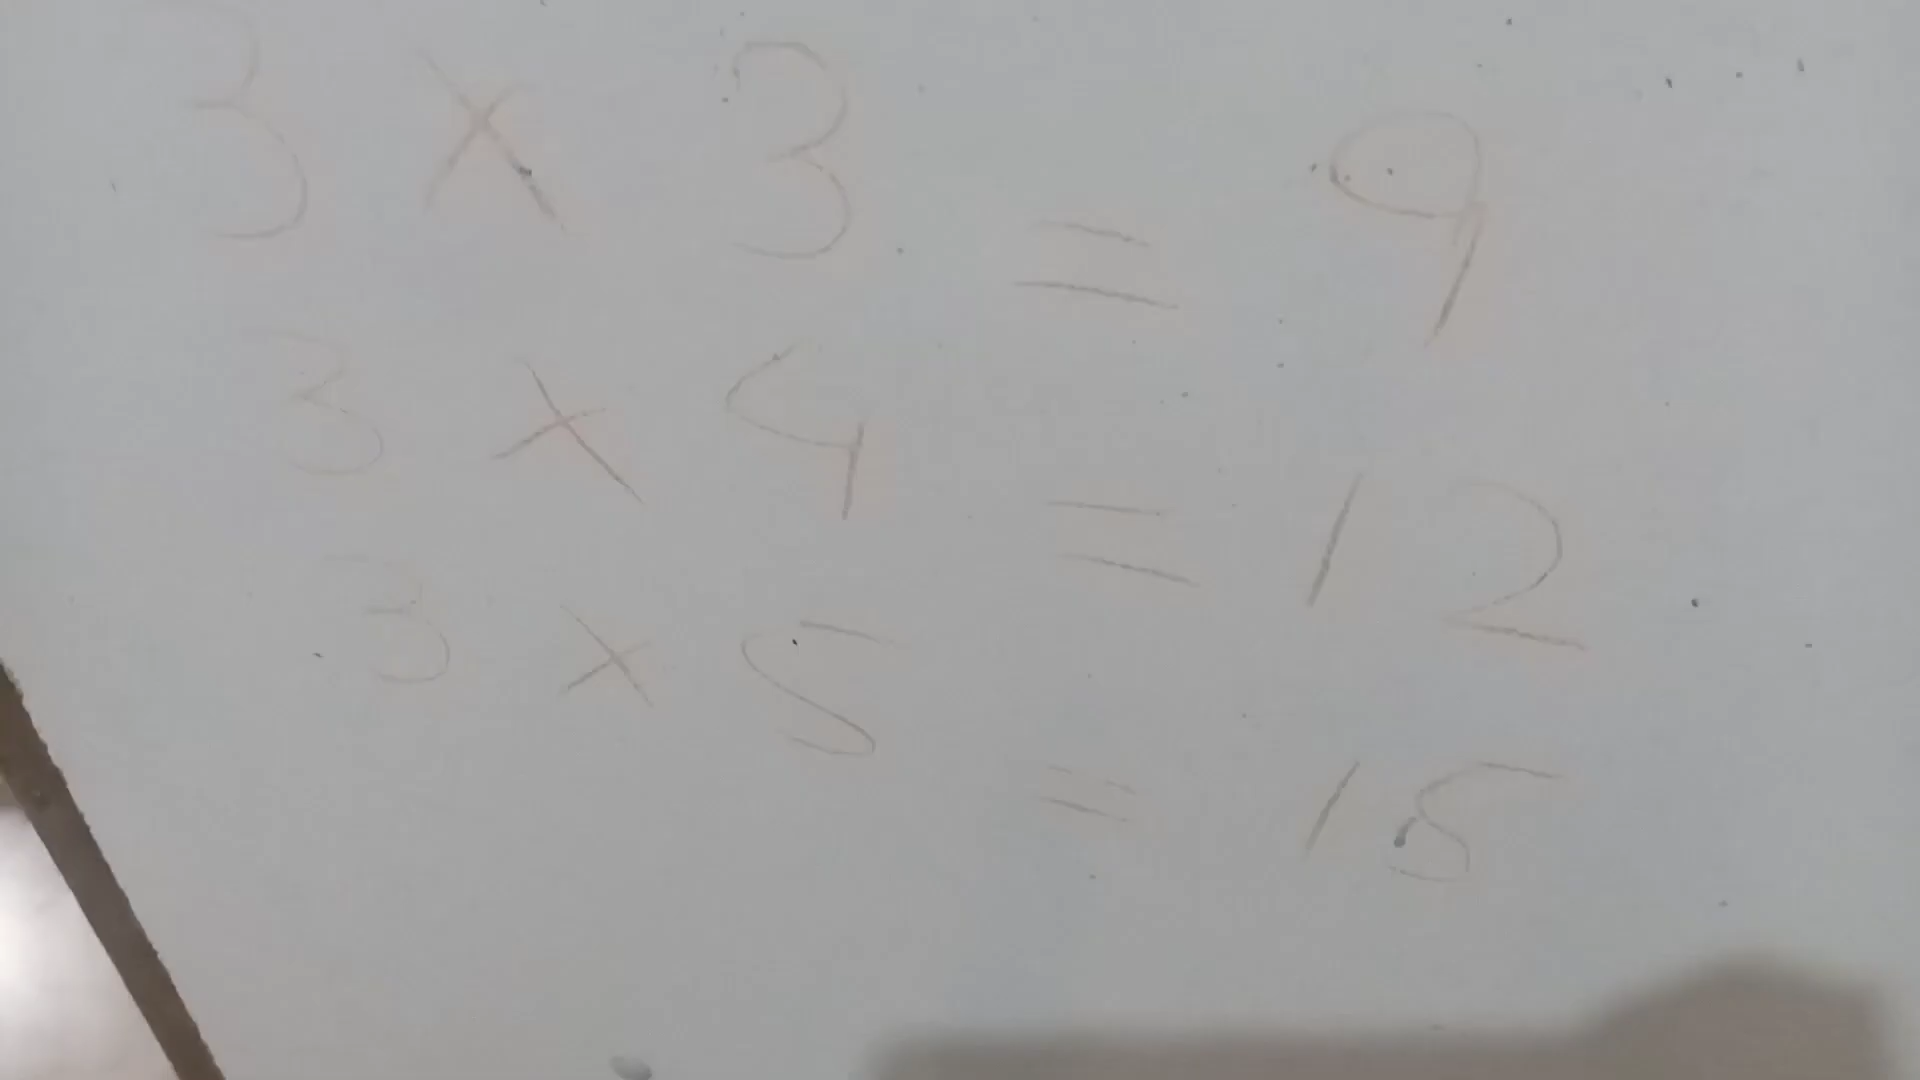 3 × 3 = 9
3 × 4 = 12
3 × 5 = 15